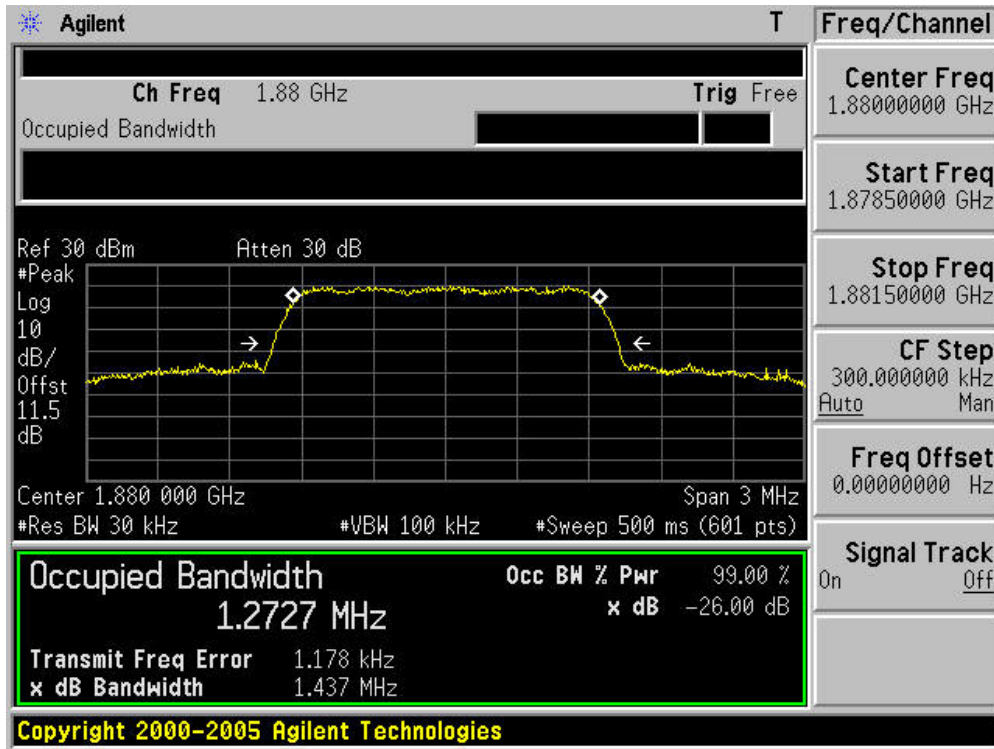 Agilent T Freq/Channel
Ch Freq 1.88 GHz Trig Free
Occupied Bandwidth
Center Freq
1.88000000 GHz
Start Freq
1.87850000 GHz
Stop Freq
1.88150000 GHz
CF Step
300.000000 kHz
Auto Man
Freq Offset
0.00000000 Hz
Signal Track
On Off
Ref 30 dBm Atten 30 dB
#Peak
Log
10
dB/
Offst
11.5
dB
Center 1.880 000 GHz Span 3 MHz
#Res BW 30 kHz #VBW 100 kHz #Sweep 500 ms (601 pts)
Occupied Bandwidth Occ BW % Pwr 99.00 %
1.2727 MHz x dB -26.00 dB
Transmit Freq Error 1.178 kHz
x dB Bandwidth 1.437 MHz
Copyright 2000-2005 Agilent Technologies